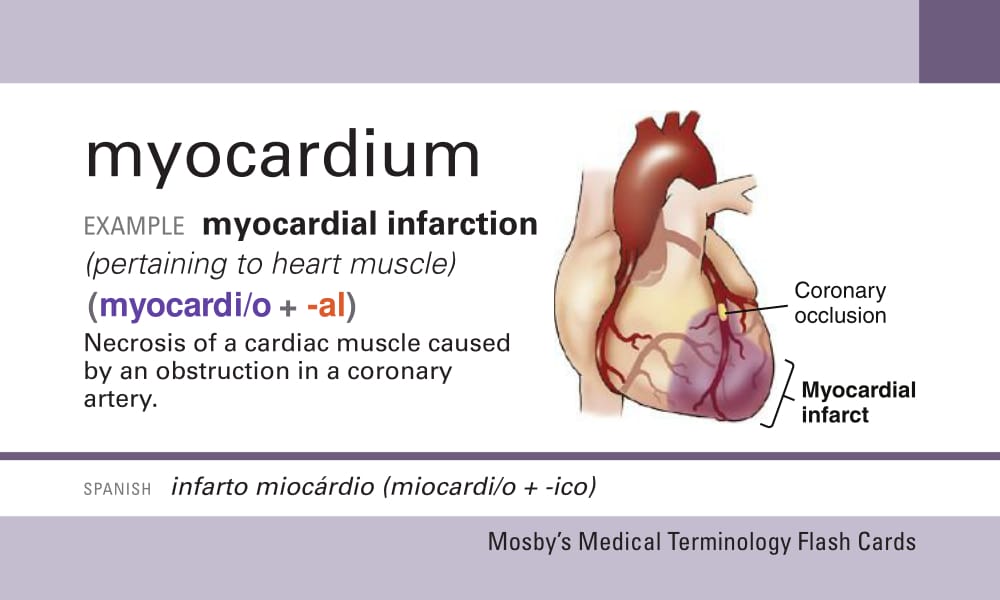 myocardium
EXAMPLE myocardial infarction
(pertaining to heart muscle)
(myocardi/o + -al)
Necrosis of a cardiac muscle caused
by an obstruction in a coronary
artery.
Coronary
occlusion
Myocardial
infarct
SPANISH infarto miocárdio (miocardi/o + -ico)
Mosby’s Medical Terminology Flash Cards